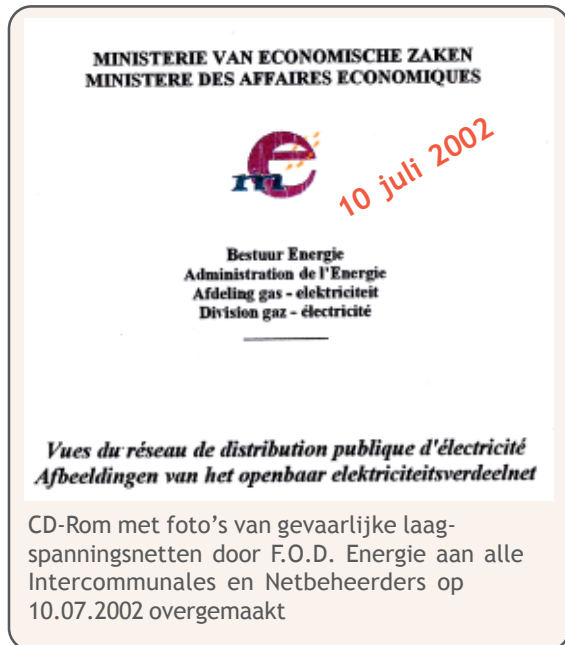 MINISTERIE VAN ECONOMISCHE ZAKEN
MINISTERE DES AFFAIRES ECONOMIQUES
me
10 juli 2002
Bestuur Energie
Administration de l'Energie
Afdeling gas - elektriciteit
Division gaz - électricité
Vues du réseau de distribution publique d'électricité
Afbeeldingen van het openbaar elektriciteitsverdeelnet
CD-Rom met foto's van gevaarlijke laag-
spanningsnetten door F.O.D. Energie aan alle
Intercommunales en Netbeheerders op
10.07.2002 overgemaakt